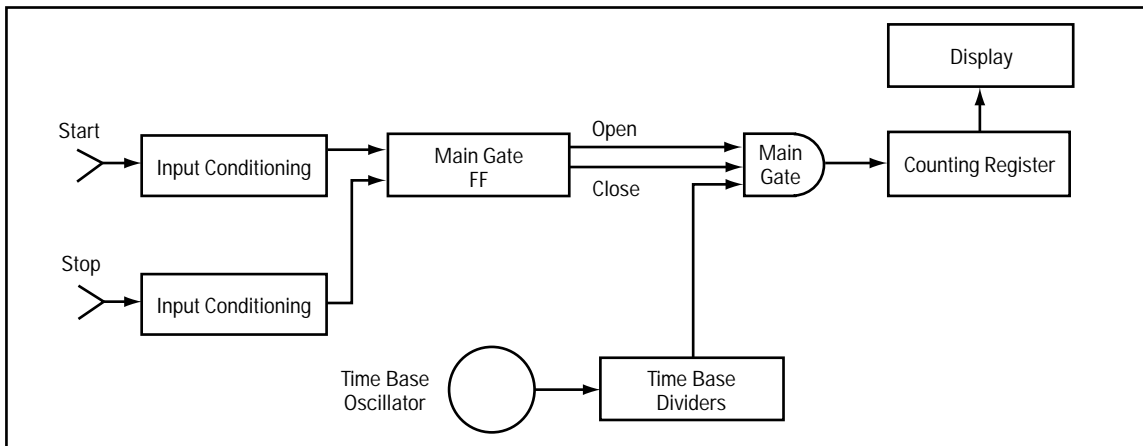 Display
Start
Open
Input Conditioning
Main Gate
FF
Main
Gate
Counting Register
Close
Stop
Input Conditioning
Time Base
Oscillator
Time Base
Dividers